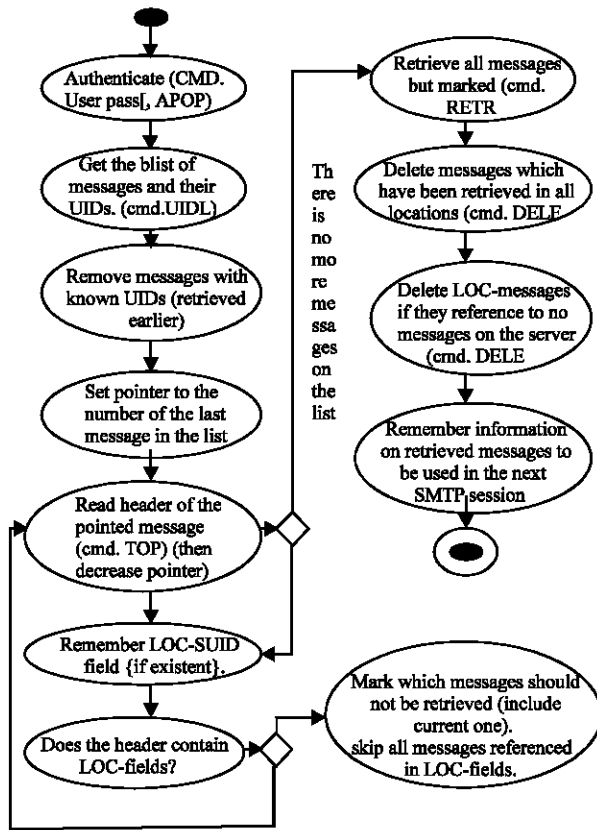 Authenticate (CMD.
User pass[, APOP)
Get the blist of
messages and their
UIDs. (cmd.UIDL)
Remove messages with
known UIDs (retrieved
earlier)
Set pointer to the
number of the last
message in the list
Read header of the
pointed message
(cmd. TOP) (then
decrease pointer)
Remember LOC-SUID
field {if existent}.
Does the header contain
LOC-fields?
Th
ere
is
no
mo
re
me
ssa
ges
on
the
list
Retrieve all messages
but marked (cmd.
RETR
Delete messages which
have been retrieved in all
locations (cmd. DELE
Delete LOC-messages
if they reference to no
messages on the server
(cmd. DELE
Remember information
on retrieved messages to
be used in the next
SMTP session
Mark which messages should
not be retrieved (include
current one).
skip all messages referenced
in LOC-fields.